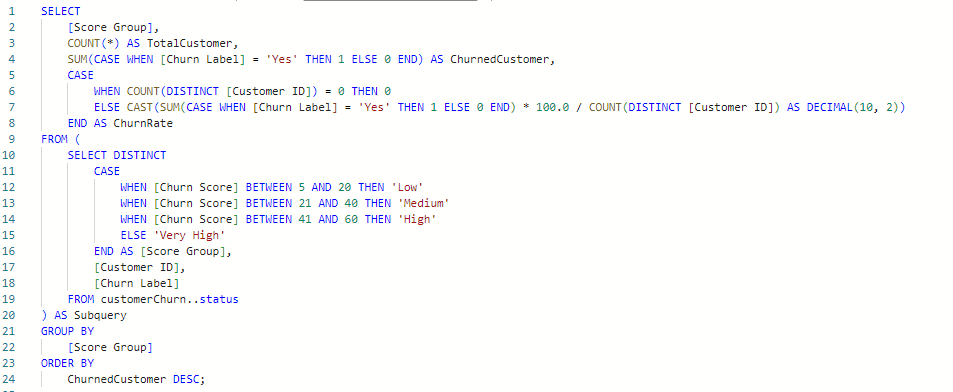 1 SELECT
2 [Score Group],
3 COUNT(*) AS TotalCustomer,
4 SUM(CASE WHEN [Churn Label] = 'Yes' THEN 1 ELSE 0 END) AS ChurnedCustomer,
5 CASE
6 WHEN COUNT(DISTINCT [Customer ID]) = 0 THEN 0
7 ELSE CAST(SUM(CASE WHEN [Churn Label] = 'Yes' THEN 1 ELSE 0 END) * 100.0 / COUNT(DISTINCT [Customer ID]) AS DECIMAL(10, 2))
8 END AS ChurnRate
9 FROM (
10 SELECT DISTINCT
11 CASE
12 WHEN [Churn Score] BETWEEN 5 AND 20 THEN 'Low'
13 WHEN [Churn Score] BETWEEN 21 AND 40 THEN 'Medium'
14 WHEN [Churn Score] BETWEEN 41 AND 60 THEN 'High'
15 ELSE 'Very High'
16 END AS [Score Group],
17 [Customer ID],
18 [Churn Label]
19 FROM customerChurn..status
20 ) AS Subquery
21 GROUP BY
22 [Score Group]
23 ORDER BY
24 ChurnedCustomer DESC;